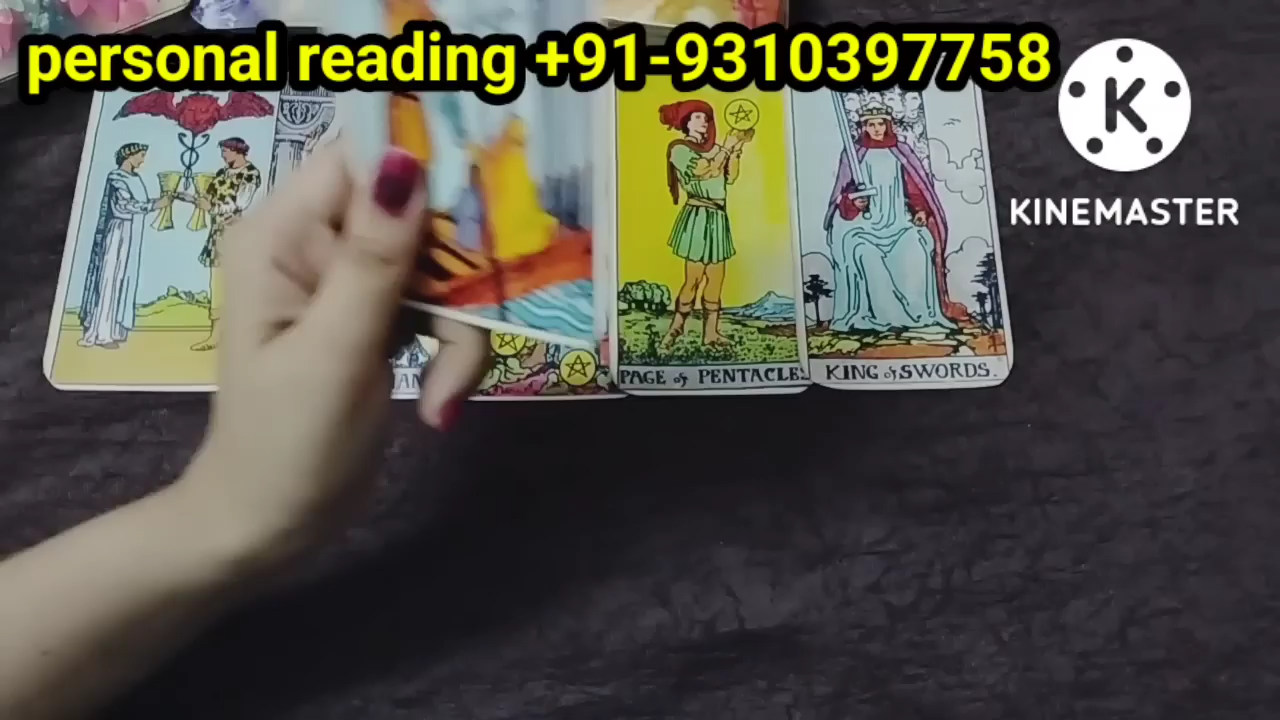 personal reading +91-9310397758
K
KINEMASTER
PAGE of PENTACLES
KING of SWORDS.